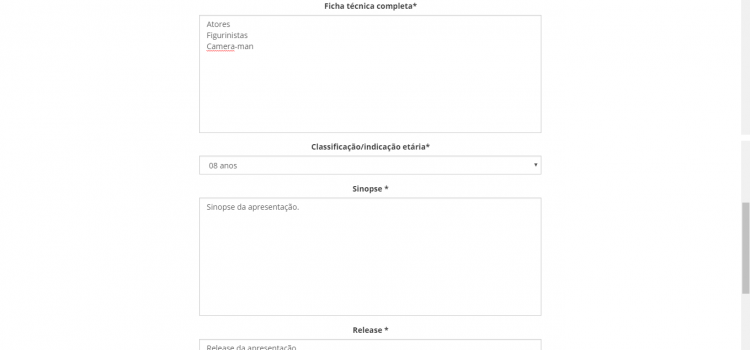 Ficha técnica completa*
Atores
Figurinistas
Camera-man
Classificação/indicação etária*
08 anos
Sinopse *
Sinopse da apresentação.
Release *
Release da apresentação